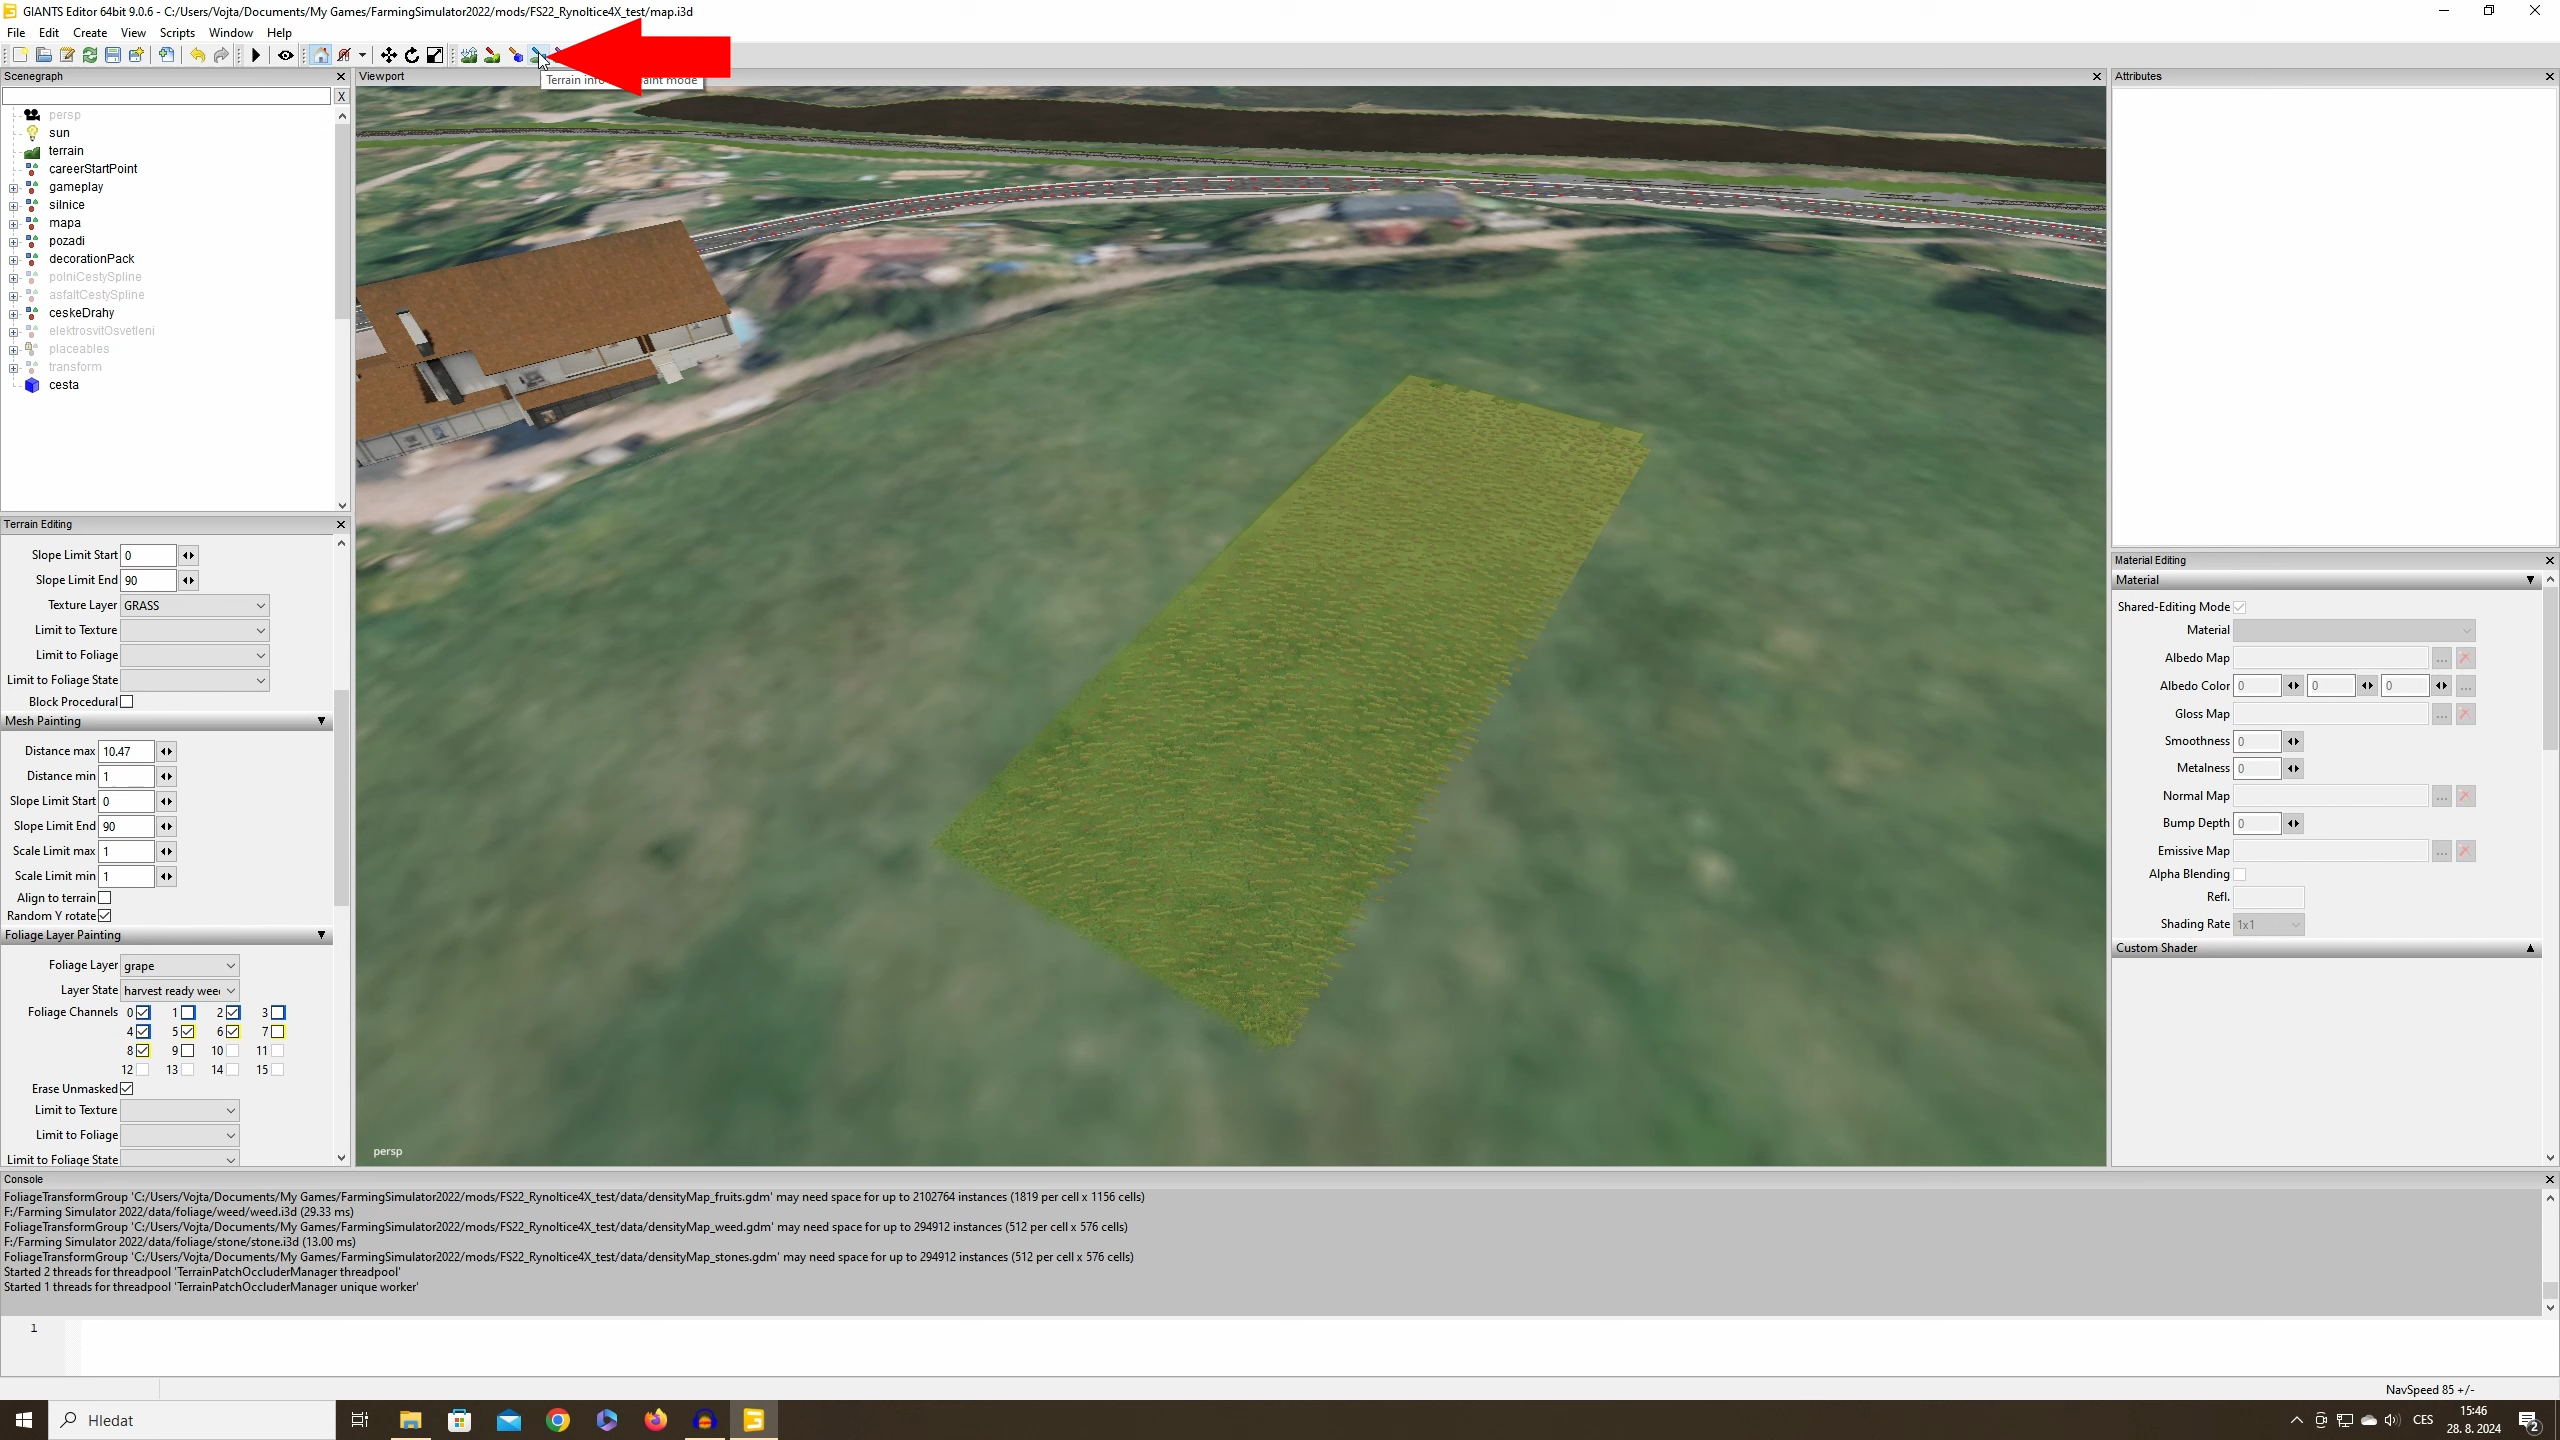 GIANTS Editor 64bit 9.0.6 - C:/Users/Vojta/Documents/My Games/FarmingSimulator2022/mods/FS22_Rynoltice4X_test/map.i3d
File Edit Create View Scripts Window Help
Terrain info aint mode
Scenegraph
X
persp
sun
terrain
careerStartPoint
gameplay
silnice
mapa
pozadi
decorationPack
polniCestySpline
asfaltCestySpline
ceskeDrahy
elektrosvitOsvetleni
placeables
transform
cesta
Terrain Editing
Slope Limit Start 0
Slope Limit End 90
Texture Layer GRASS
Limit to Texture
Limit to Foliage
Limit to Foliage State
Block Procedural
Mesh Painting
Distance max 10.47
Distance min 1
Slope Limit Start 0
Slope Limit End 90
Scale Limit max 1
Scale Limit min 1
Align to terrain
Random Y rotate
Foliage Layer Painting
Foliage Layer grape
Layer State harvest ready weed
Foliage Channels 0 1 2 3
4 5 6 7
8 9 10 11
12 13 14 15
Erase Unmasked
Limit to Texture
Limit to Foliage
Limit to Foliage State
Viewport
persp
Attributes
Material Editing
Material
Shared-Editing Mode
Material
Albedo Map ...
Albedo Color 0 0 0 ...
Gloss Map ...
Smoothness 0
Metalness 0
Normal Map ...
Bump Depth 0
Emissive Map ...
Alpha Blending
Refl.
Shading Rate 1x1
Custom Shader
Console
FoliageTransformGroup 'C:/Users/Vojta/Documents/My Games/FarmingSimulator2022/mods/FS22_Rynoltice4X_test/data/densityMap_fruits.gdm' may need space for up to 2102764 instances (1819 per cell x 1156 cells)
F:/Farming Simulator 2022/data/foliage/weed/weed.i3d (29.33 ms)
FoliageTransformGroup 'C:/Users/Vojta/Documents/My Games/FarmingSimulator2022/mods/FS22_Rynoltice4X_test/data/densityMap_weed.gdm' may need space for up to 294912 instances (512 per cell x 576 cells)
F:/Farming Simulator 2022/data/foliage/stone/stone.i3d (13.00 ms)
FoliageTransformGroup 'C:/Users/Vojta/Documents/My Games/FarmingSimulator2022/mods/FS22_Rynoltice4X_test/data/densityMap_stones.gdm' may need space for up to 294912 instances (512 per cell x 576 cells)
Started 2 threads for threadpool 'TerrainPatchOccluderManager threadpool'
Started 1 threads for threadpool 'TerrainPatchOccluderManager unique worker'
1
NavSpeed 85 +/-
Hledat
CES
15:46
28. 8. 2024
2